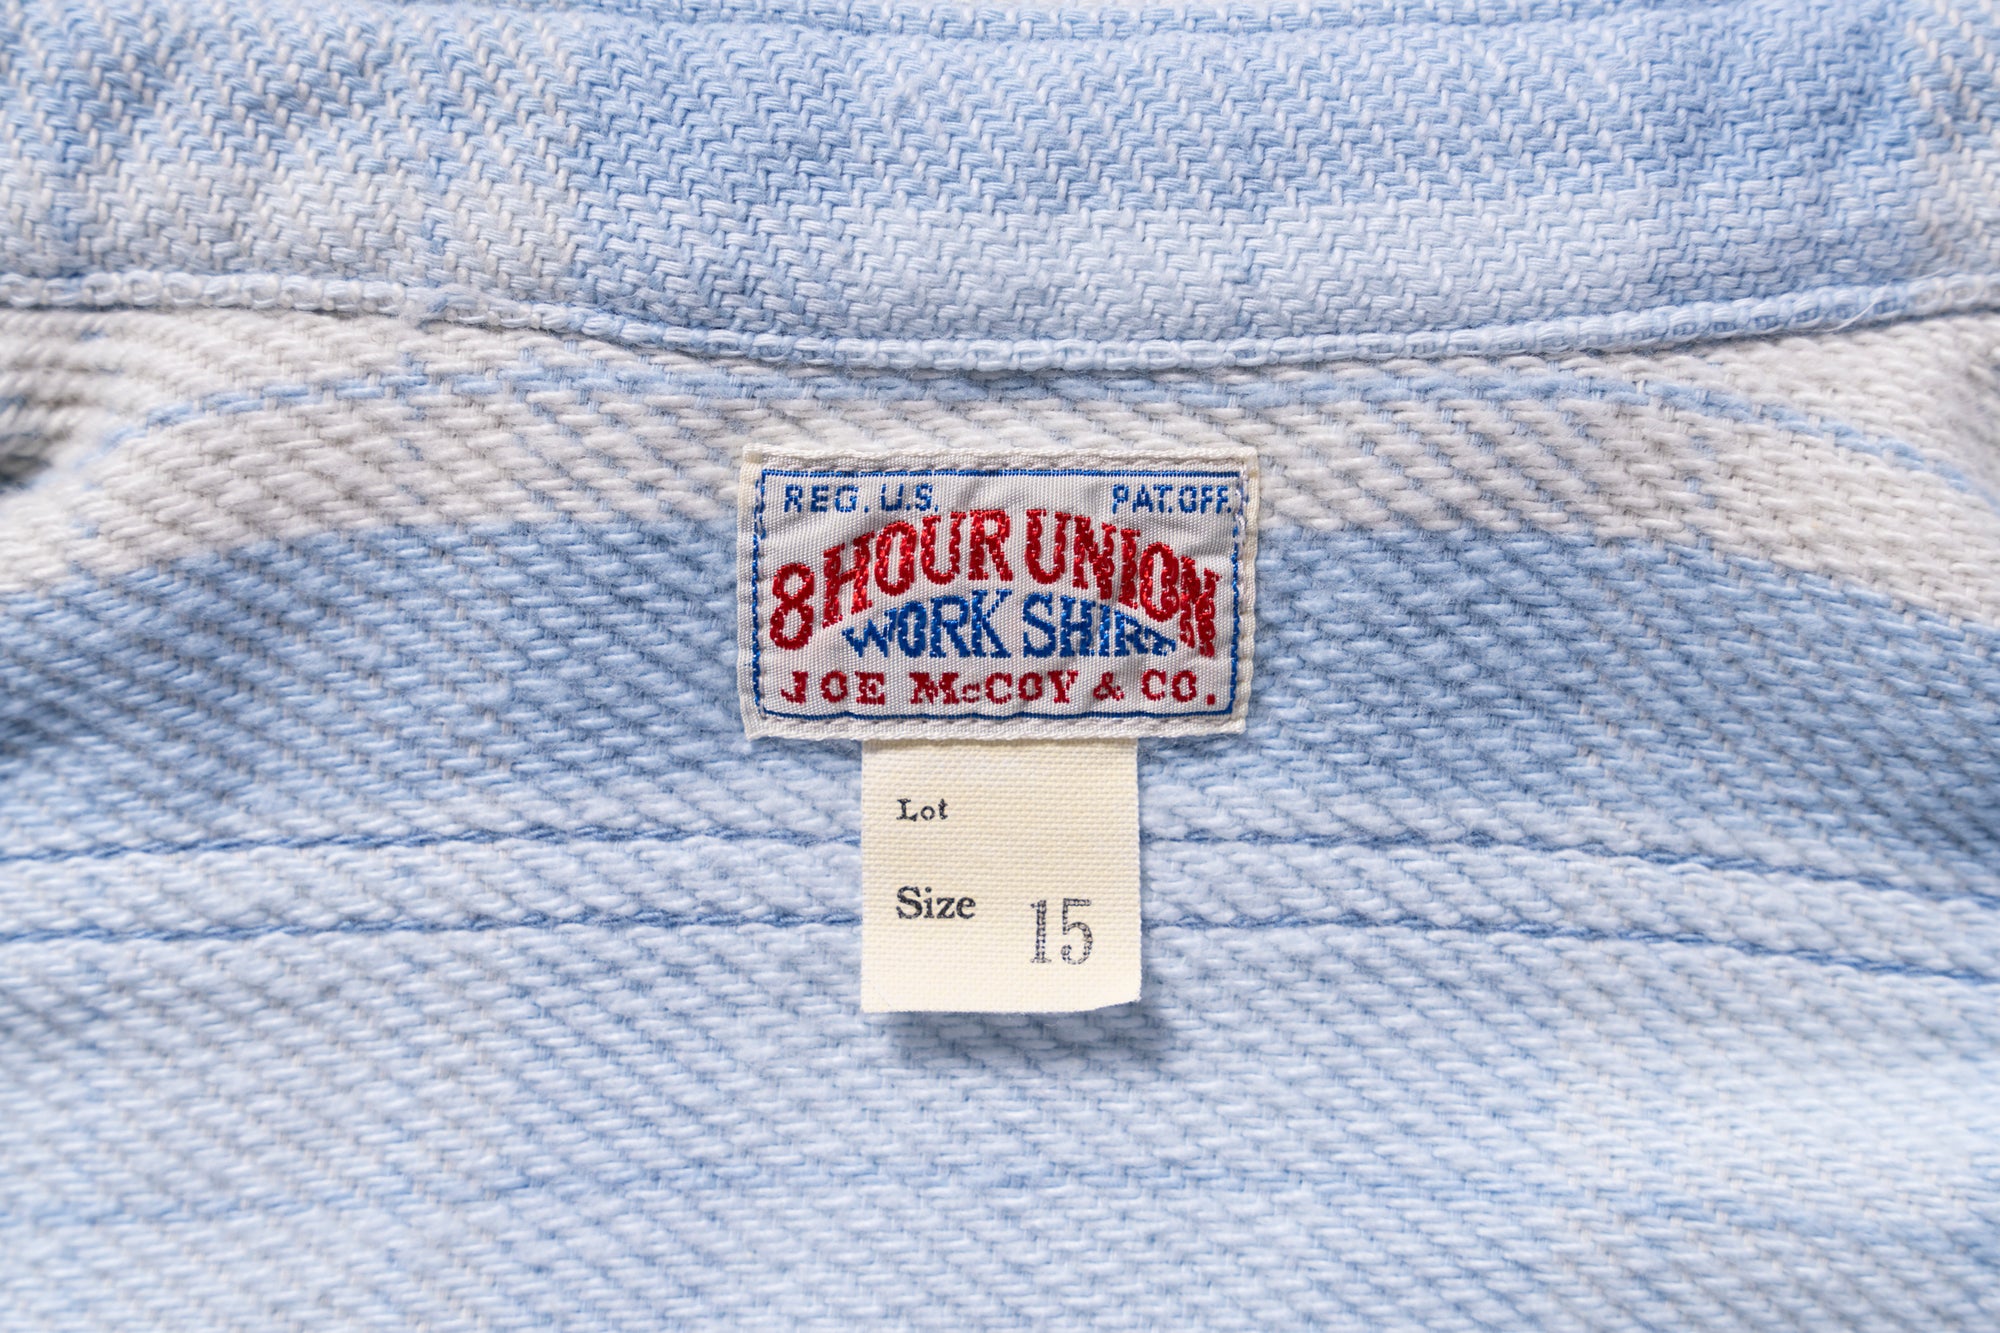 REG. U.S. PAT. OFF.
8 HOUR UNION
WORK SHIRT
JOE McCOY & CO.
Lot
Size 15